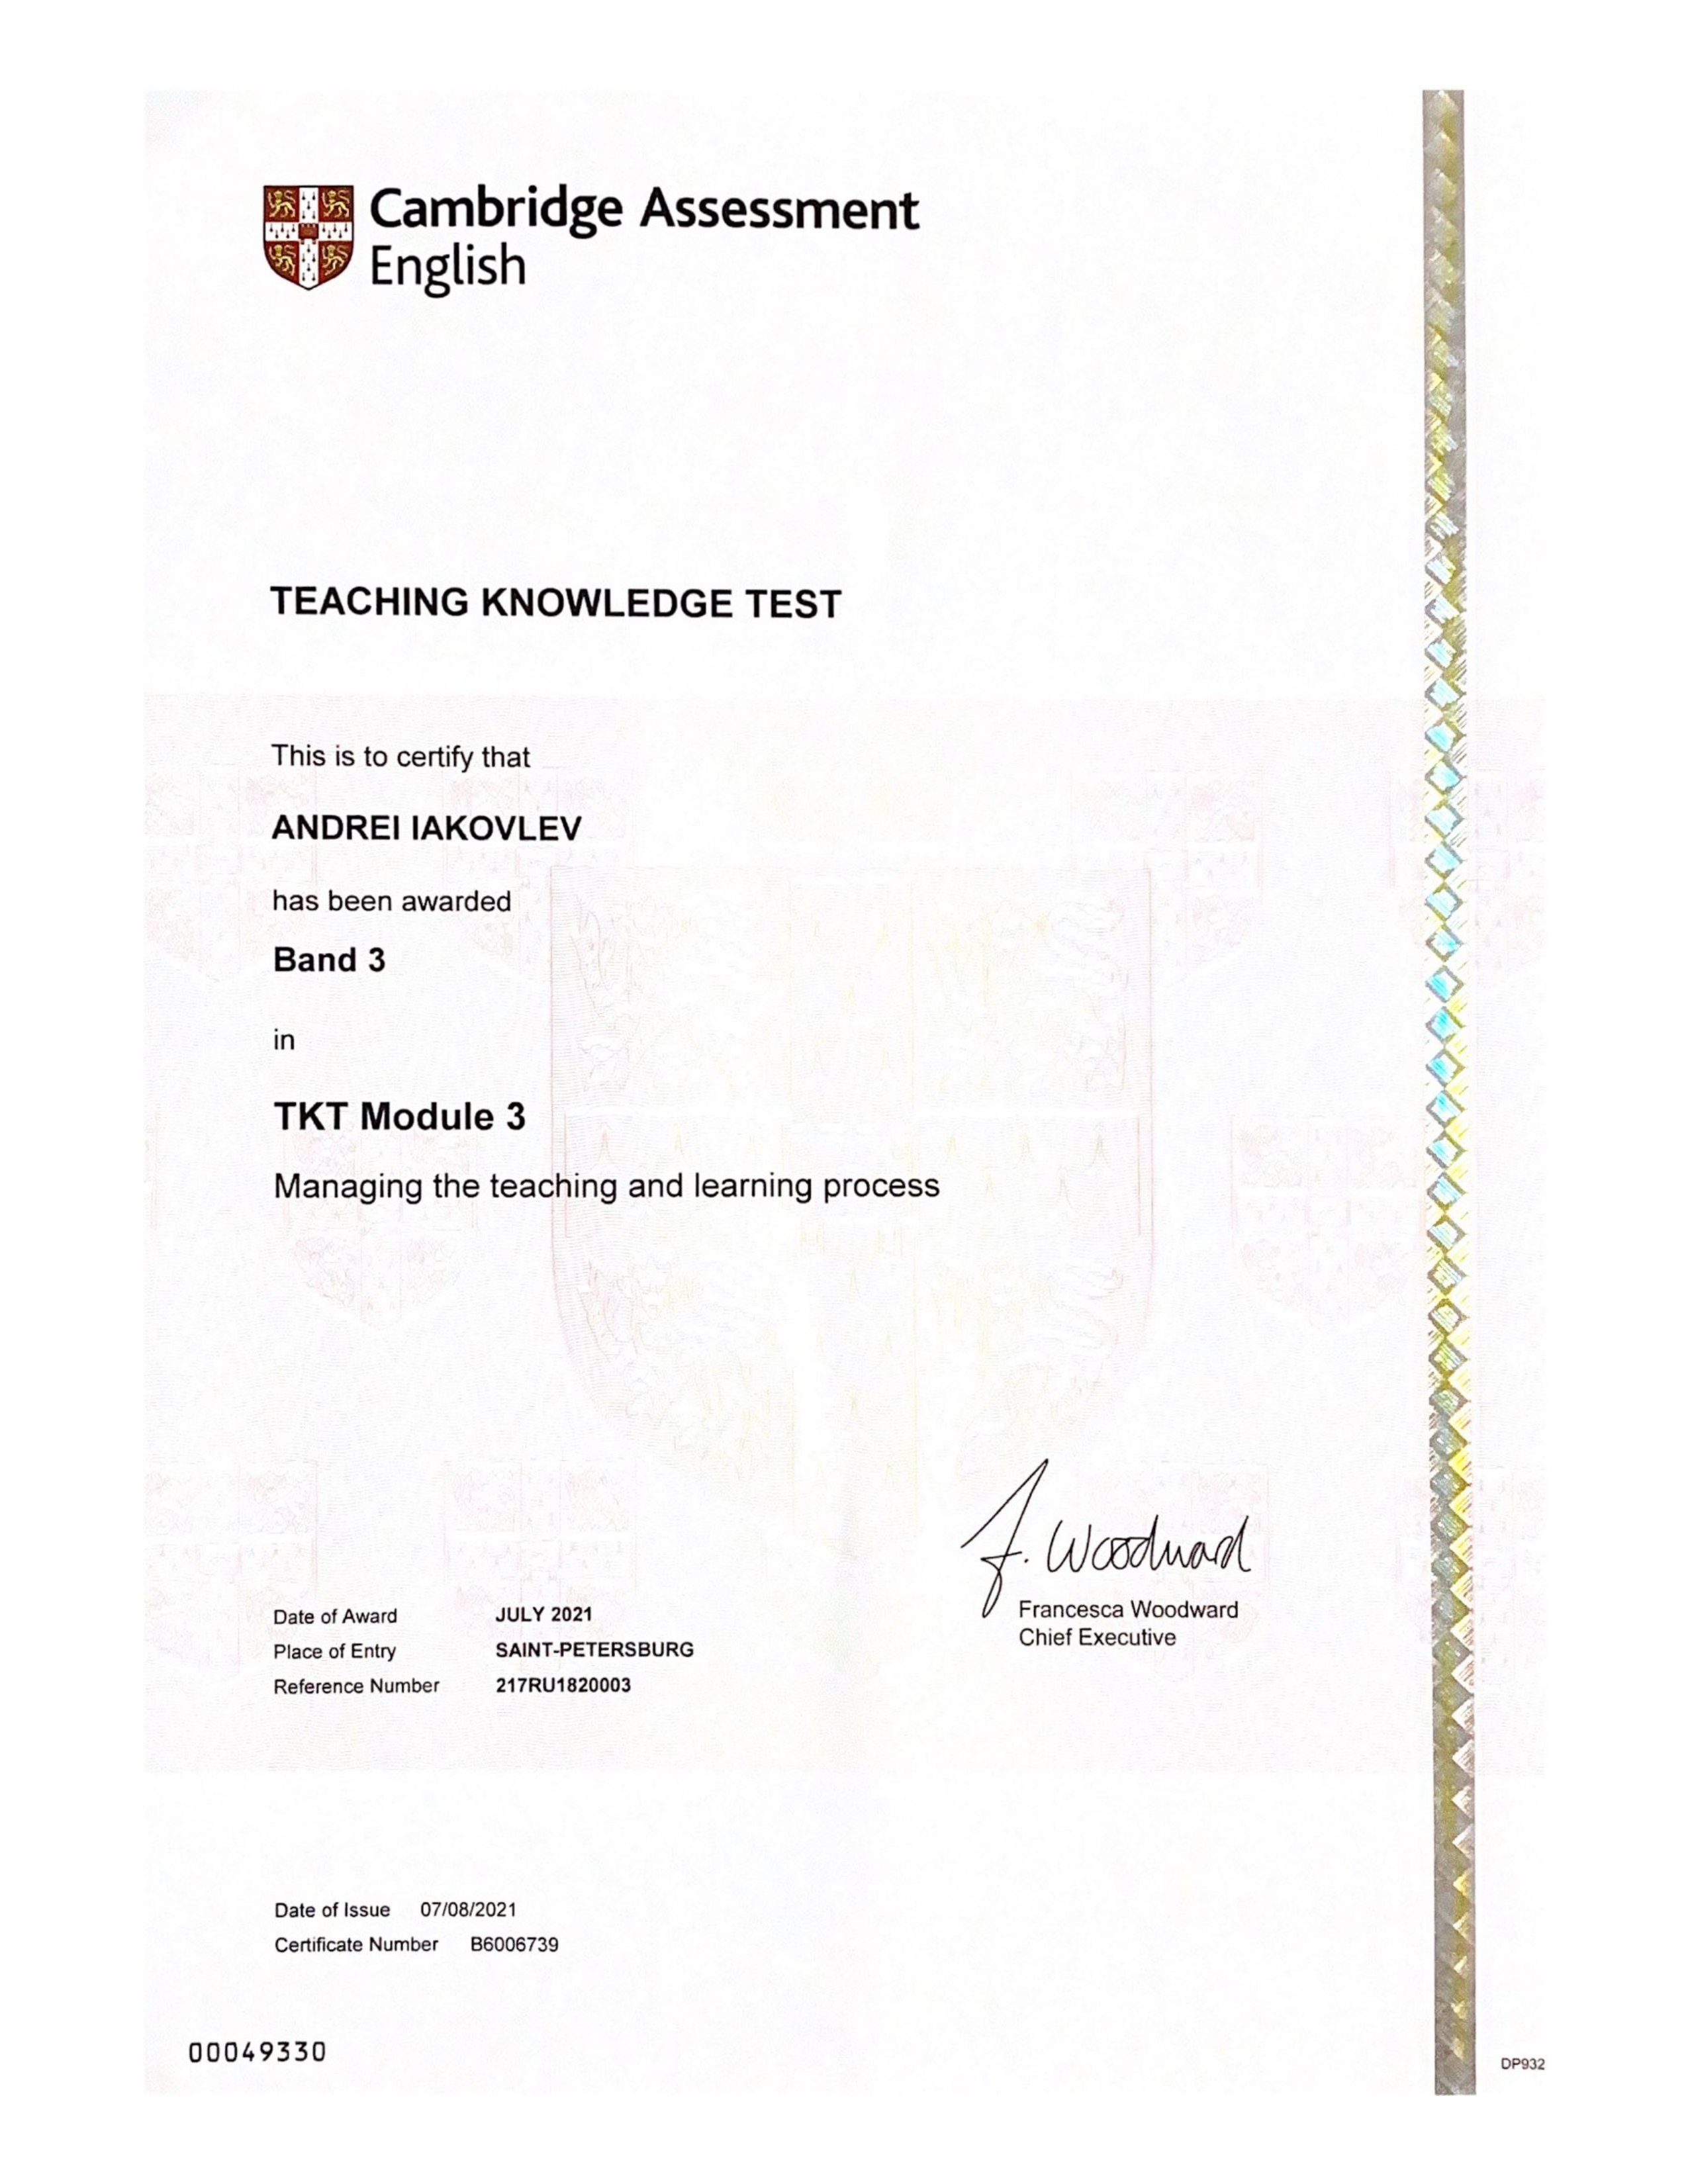 Cambridge Assessment
English
TEACHING KNOWLEDGE TEST
This is to certify that
ANDREI IAKOVLEV
has been awarded
Band 3
in
TKT Module 3
Managing the teaching and learning process
F. Woodward
Francesca Woodward
Chief Executive
Date of Award JULY 2021
Place of Entry SAINT-PETERSBURG
Reference Number 217RU1820003
Date of Issue 07/08/2021
Certificate Number B6006739
00049330
DP932